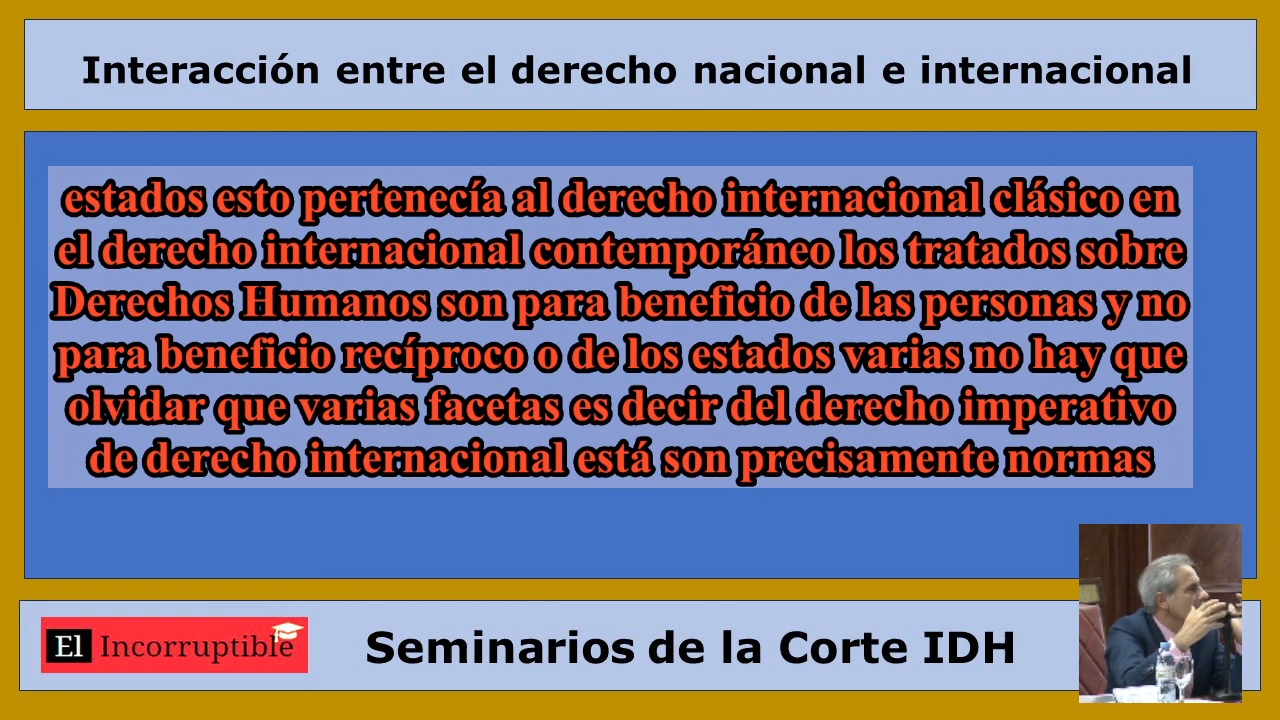 Interacción entre el derecho nacional e internacional
estados esto pertenecía al derecho internacional clásico en
el derecho internacional contemporáneo los tratados sobre
Derechos Humanos son para beneficio de las personas y no
para beneficio recíproco o de los estados varias no hay que
olvidar que varias facetas es decir del derecho imperativo
de derecho internacional está son precisamente normas
El Incorruptible
Seminarios de la Corte IDH